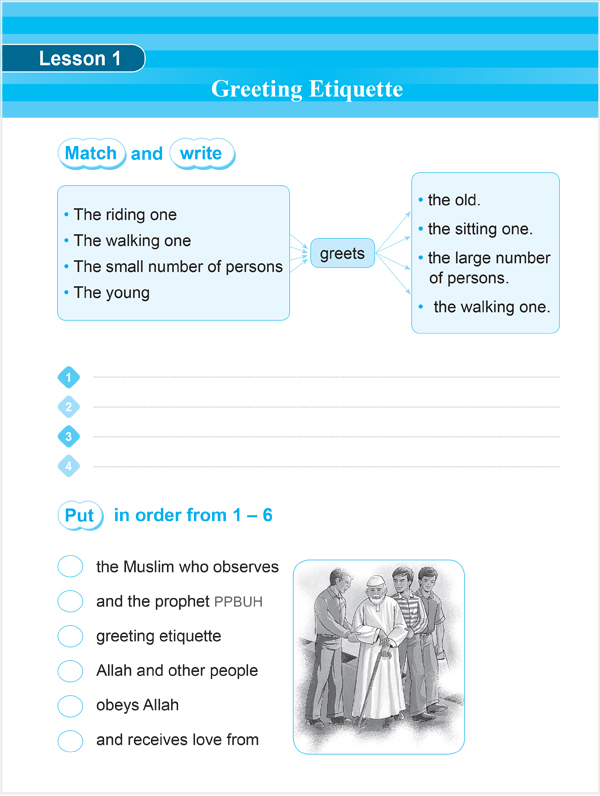 Lesson 1
Greeting Etiquette
Match and write
• The riding one
• The walking one
• The small number of persons
• The young
greets
• the old.
• the sitting one.
• the large number
of persons.
• the walking one.
1
2
3
4
Put in order from 1 – 6
the Muslim who observes
and the prophet PPBUH
greeting etiquette
Allah and other people
obeys Allah
and receives love from